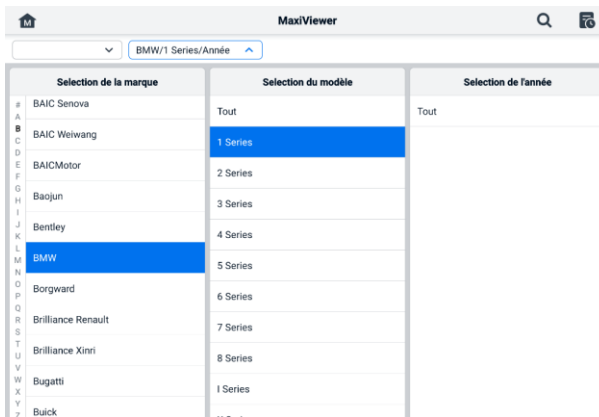 M
MaxiViewer
BMW/1 Series/Année
Selection de la marque
Selection du modèle
Selection de l'année
#
A
B
C
D
E
F
G
H
I
J
K
L
M
N
O
P
Q
R
S
T
U
V
W
X
Y
Z
BAIC Senova
BAIC Weiwang
BAICMotor
Baojun
Bentley
BMW
Borgward
Brilliance Renault
Brilliance Xinri
Bugatti
Buick
Tout
1 Series
2 Series
3 Series
4 Series
5 Series
6 Series
7 Series
8 Series
I Series
Tout